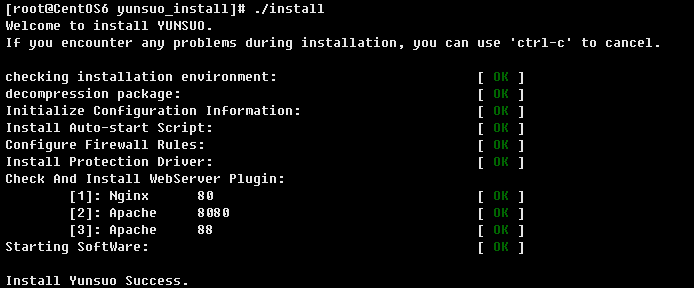 [root@CentOS6 yunsuo_install]# ./install
Welcome to install YUNSUO.
If you encounter any problems during installation, you can use 'ctrl-c' to cancel.
checking installation environment: [ OK ]
decompression package: [ OK ]
Initialize Configuration Information: [ OK ]
Install Auto-start Script: [ OK ]
Configure Firewall Rules: [ OK ]
Install Protection Driver: [ OK ]
Check And Install WebServer Plugin:
[1]: Nginx 80 [ OK ]
[2]: Apache 8080 [ OK ]
[3]: Apache 88 [ OK ]
Starting SoftWare: [ OK ]
Install Yunsuo Success.